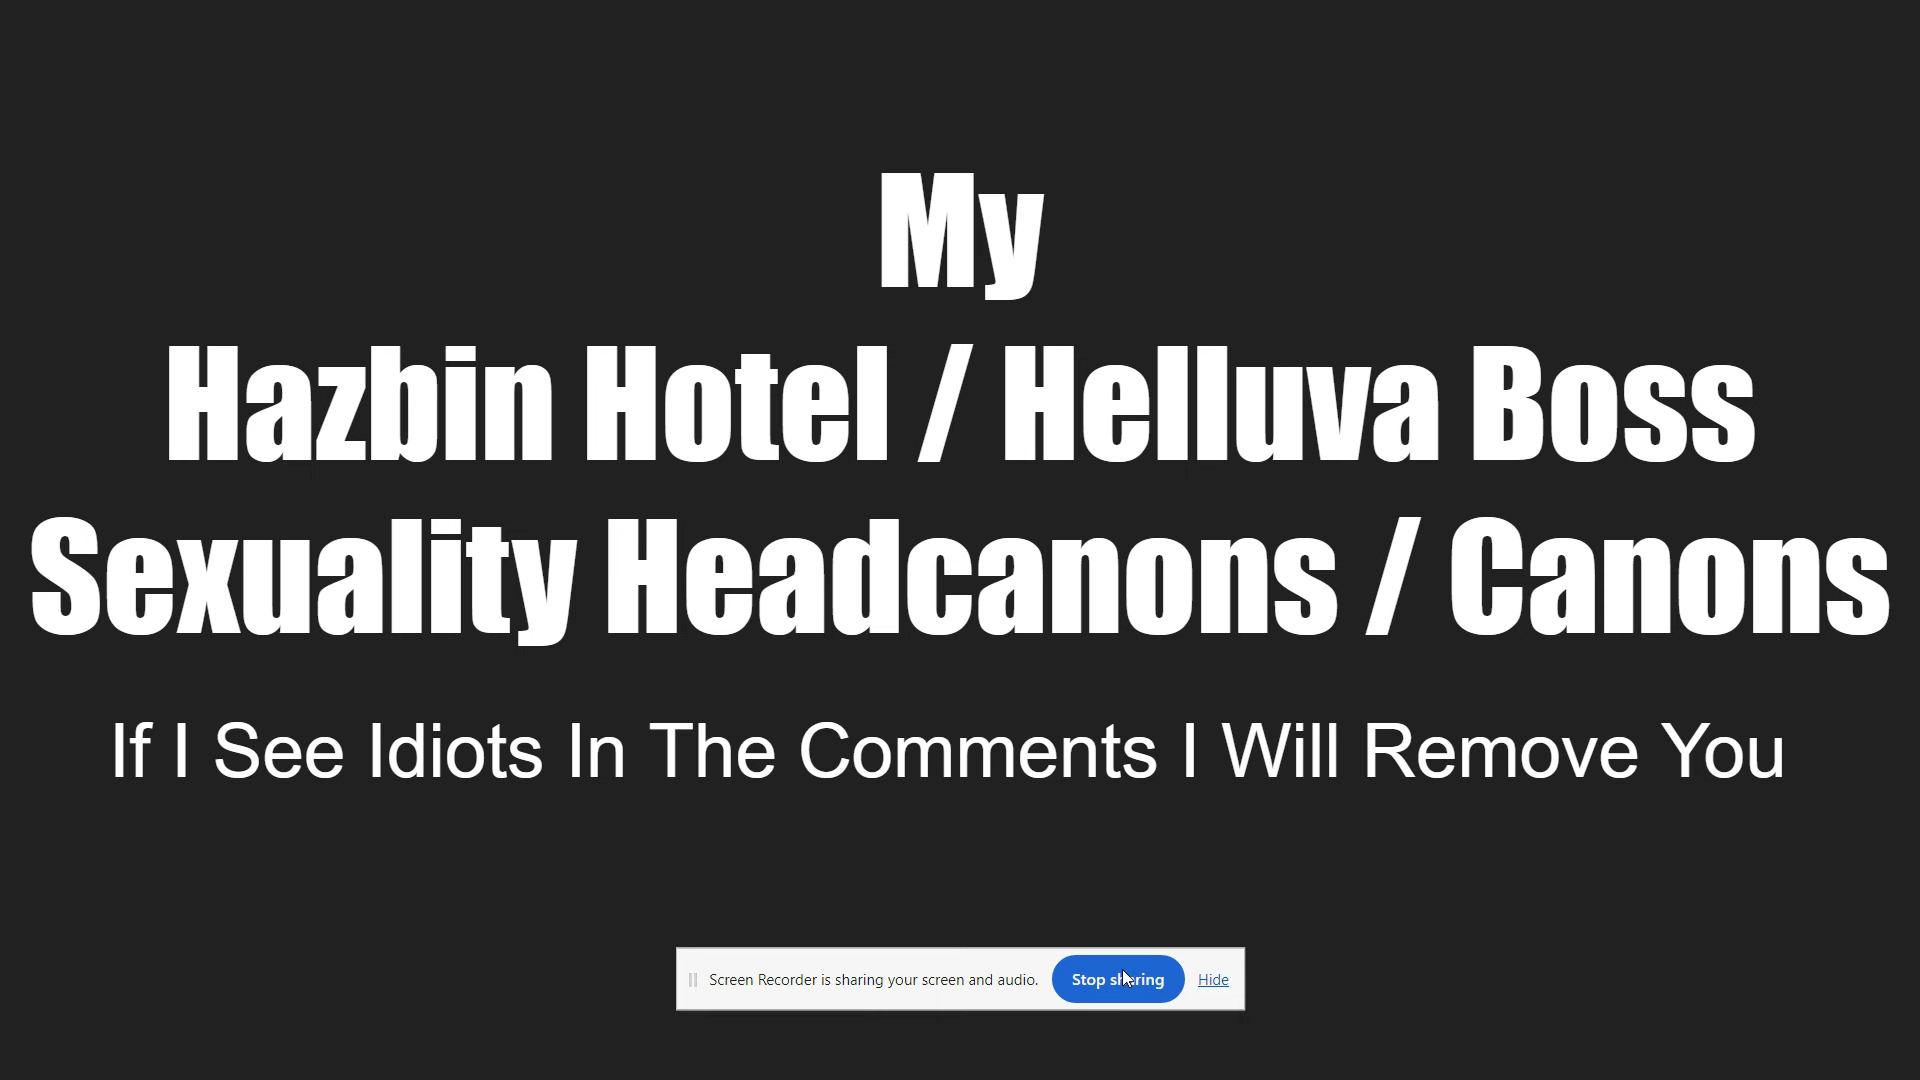 My
Hazbin Hotel / Helluva Boss
Sexuality Headcanons / Canons
If I See Idiots In The Comments I Will Remove You
Screen Recorder is sharing your screen and audio. Stop sharing Hide